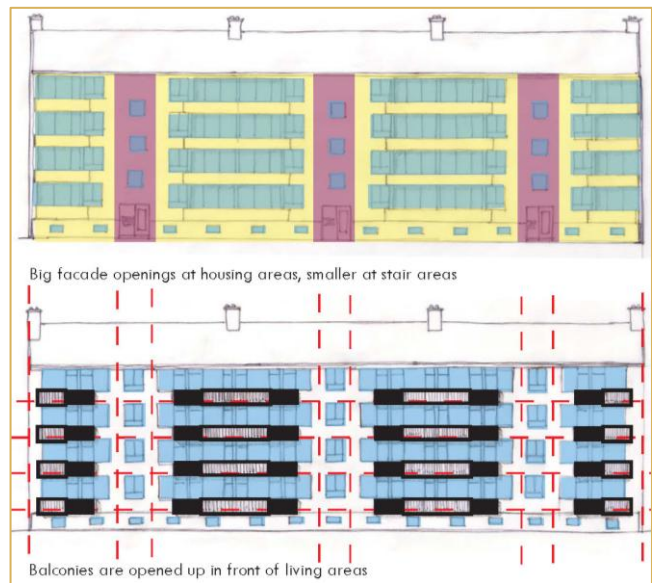 Big facade openings at housing areas, smaller at stair areas
Balconies are opened up in front of living areas